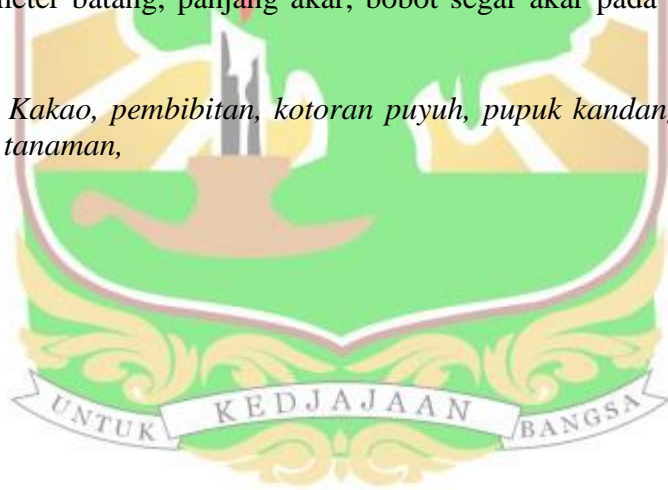 meter batang, panjang akar, bobot segar akar pada
Kakao, pembibitan, kotoran puyuh, pupuk kandang
tanaman,
UNTUK KEDJAJAAN BANGSA